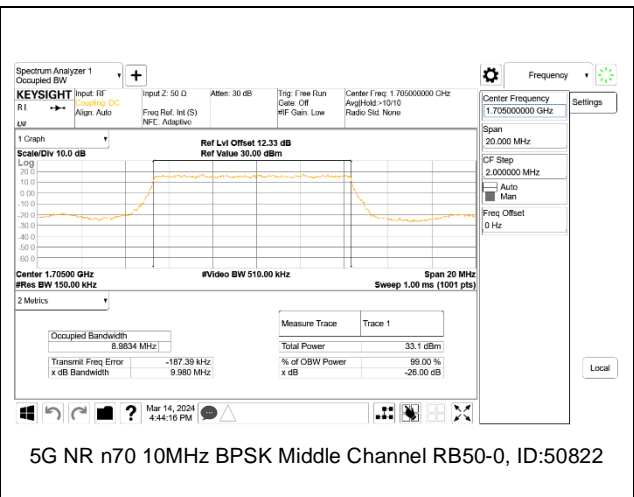 Spectrum Analyzer 1
Occupied BW
Frequency
KEYSIGHT
Input: RF
Coupling: DC
Align: Auto
Input Z: 50 Ω
Freq Ref: Int (S)
NFE: Adaptive
Atten: 30 dB
Trig: Free Run
Gate: Off
#IF Gain: Low
Center Freq: 1.705000000 GHz
Avg|Hold:>10/10
Radio Std: None
Center Frequency
1.705000000 GHz
Settings
Span
20.000 MHz
CF Step
2.000000 MHz
Auto
Man
Freq Offset
0 Hz
1 Graph
Scale/Div 10.0 dB
Ref Lvl Offset 12.33 dB
Ref Value 30.00 dBm
Log
20.0
10.0
0.00
-10.0
-20.0
-30.0
-40.0
-50.0
-60.0
Center 1.70500 GHz
#Res BW 150.00 kHz
#Video BW 510.00 kHz
Span 20 MHz
Sweep 1.00 ms (1001 pts)
2 Metrics
Measure Trace Trace 1
Occupied Bandwidth
8.9834 MHz
Total Power 33.1 dBm
Transmit Freq Error -187.39 kHz
% of OBW Power 99.00 %
x dB Bandwidth 9.980 MHz
x dB -26.00 dB
Local
Mar 14, 2024
4:44:16 PM
5G NR n70 10MHz BPSK Middle Channel RB50-0, ID:50822